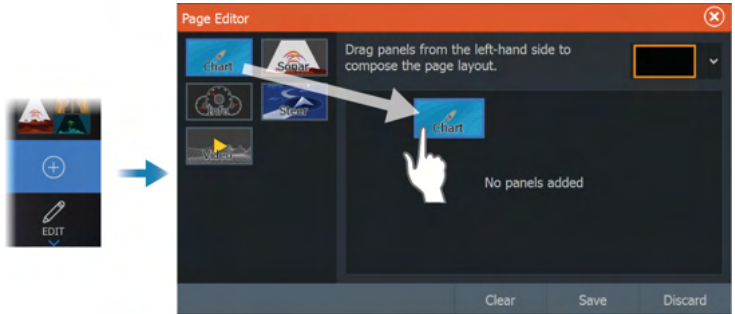 Page Editor
Chart
Sonar
Info
Steer
Video
Drag panels from the left-hand side to
compose the page layout.
Chart
No panels added
EDIT
Clear
Save
Discard